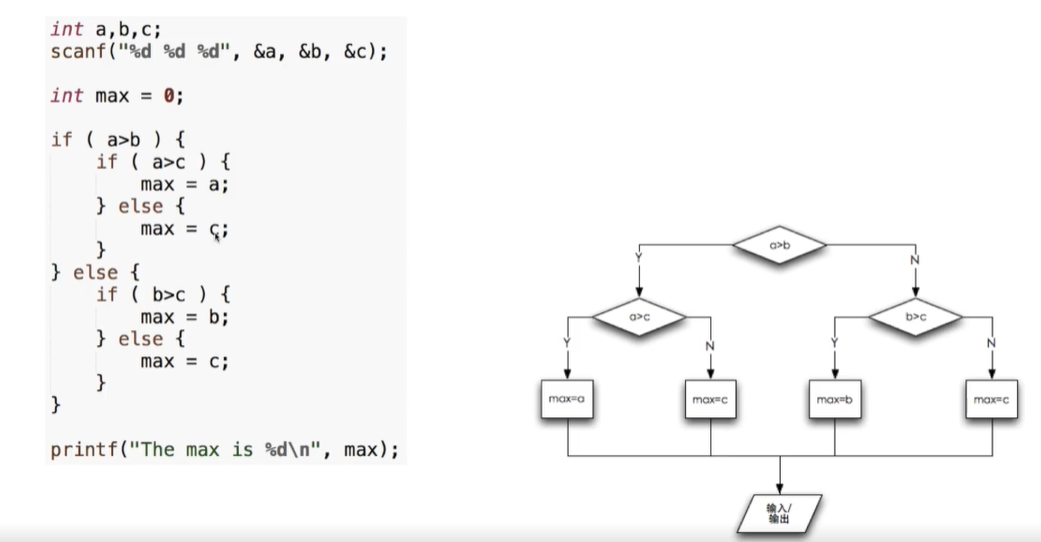 int a,b,c;
scanf("%d %d %d", &a, &b, &c);
int max = 0;
if ( a>b ) {
if ( a>c ) {
max = a;
} else {
max = c;
}
} else {
if ( b>c ) {
max = b;
} else {
max = c;
}
}
printf("The max is %d\n", max);
a>b
Y
N
a>c
b>c
Y
N
Y
N
max=a
max=c
max=b
max=c
输入/
输出